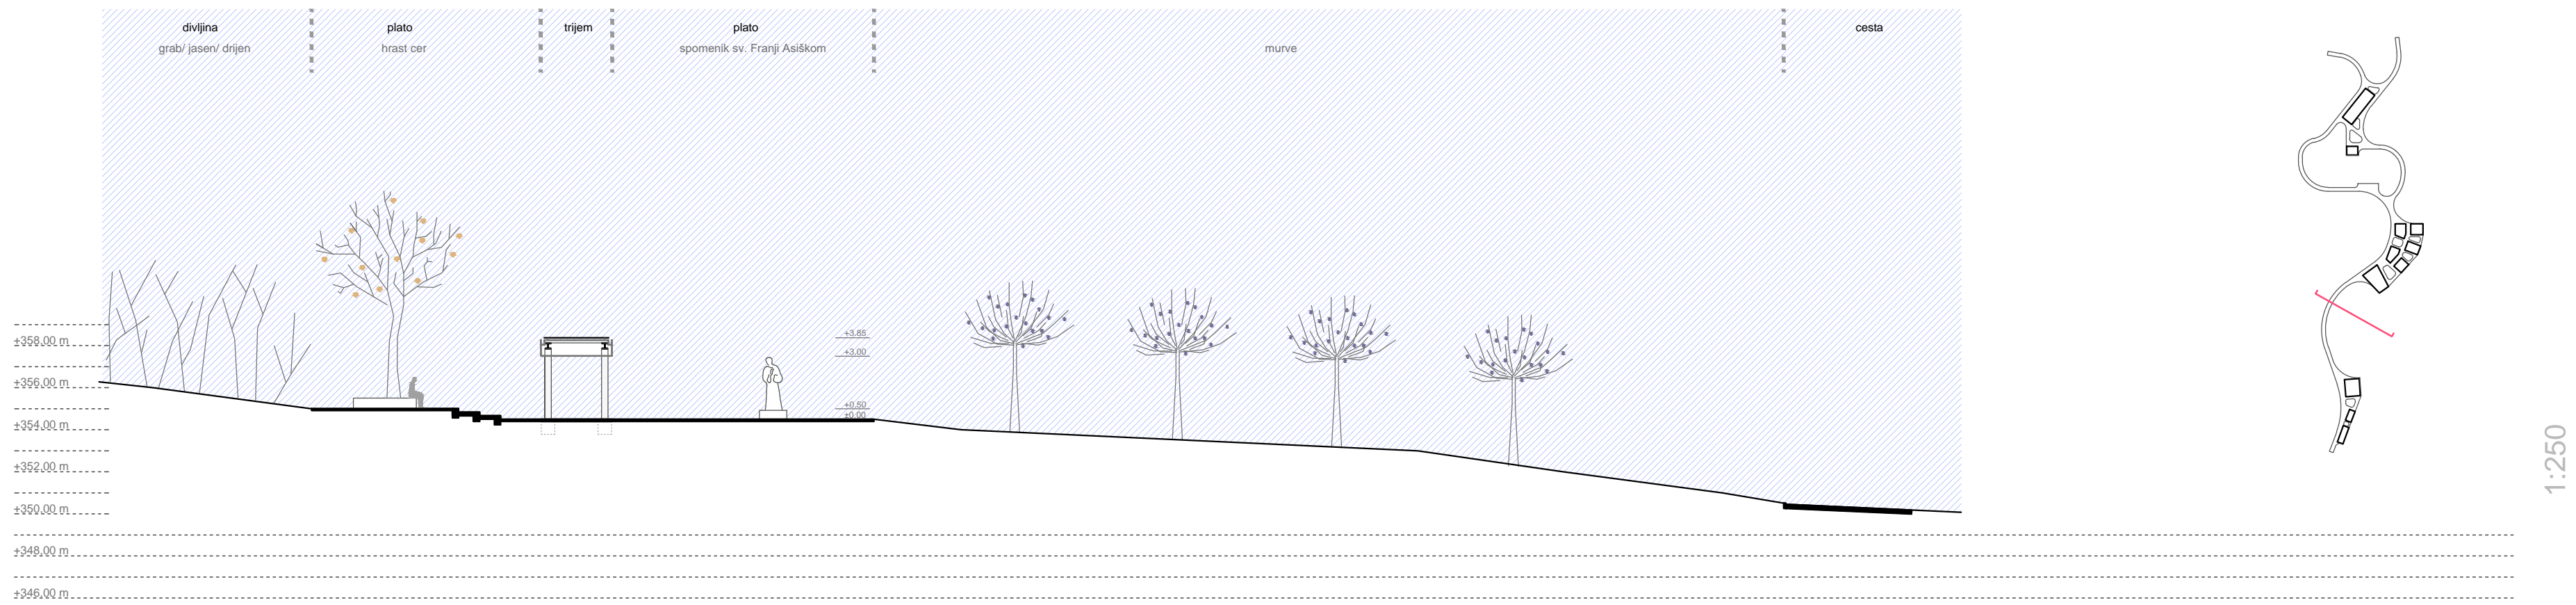 divljina
grab/ jasen/ drijen
plato
hrast cer
trijem
plato
spomenik sv. Franji Asiškom
murve
cesta
+3.85
+3.00
+0.50
±0.00
+358,00 m
+356,00 m
+354,00 m
+352,00 m
+350,00 m
+348,00 m
+346,00 m
1:250